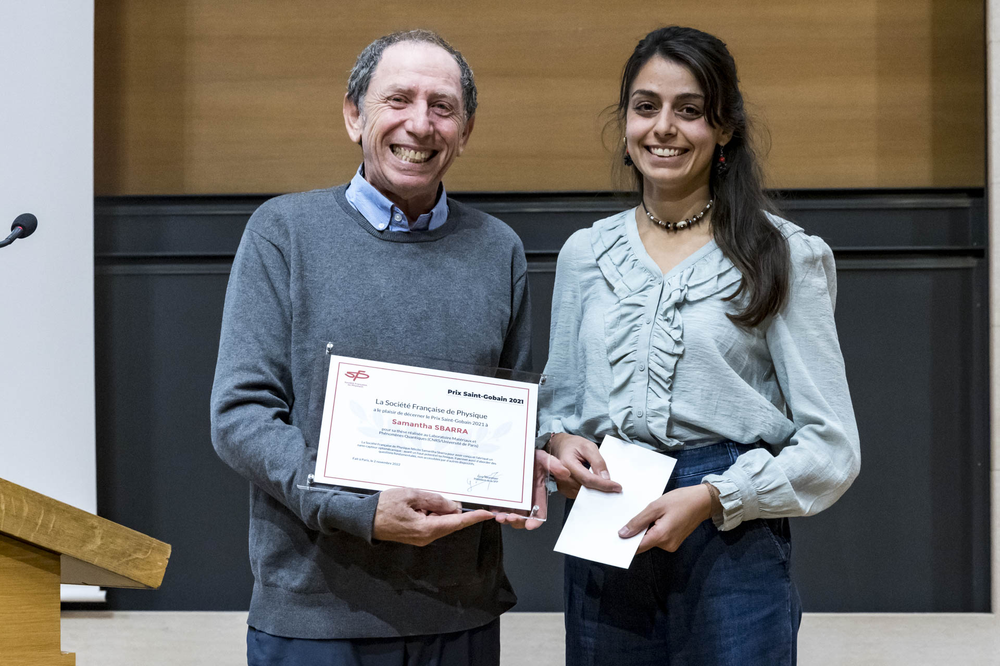 SFP
Société Française
de Physique
Prix Saint-Gobain 2021
La Société Française de Physique
a le plaisir de décerner le Prix Saint-Gobain 2021 à
Samantha SBARRA
pour sa thèse réalisée au Laboratoire Matériaux et
Phénomènes Quantiques (CNRS/Université de Paris)
La Société Française de Physique félicite Samantha Sbarra pour avoir conçu et fabriqué un
nano-capteur optomécanique : ayant un haut potentiel technique, il permet aussi d'aborder des
questions fondamentales, non accessibles par d'autres dispositifs.
Fait à Paris, le 2 novembre 2022
Guy Wormser
Président de la SFP